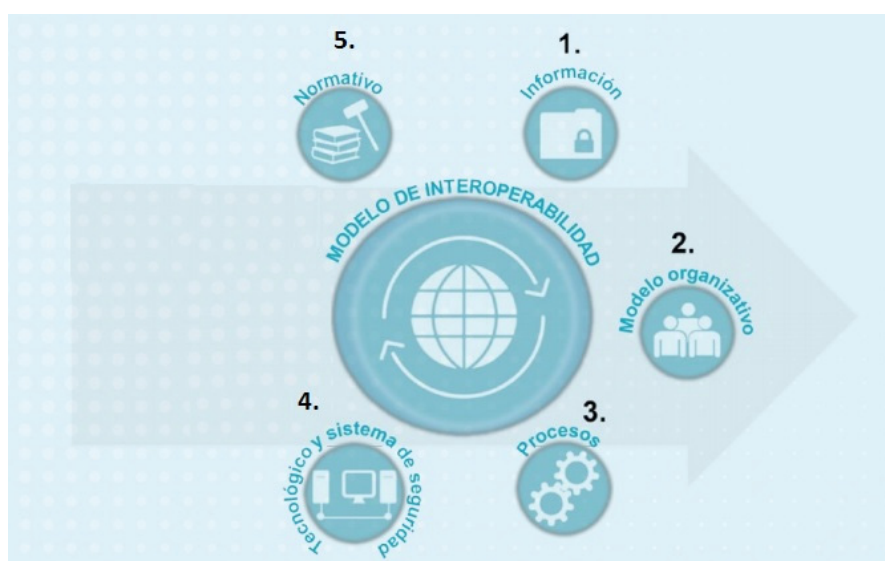 5.
Normativo
1.
Información
MODELO DE INTEROPERABILIDAD
2.
Modelo organizativo
4.
Tecnológico y sistema de seguridad
3.
Procesos